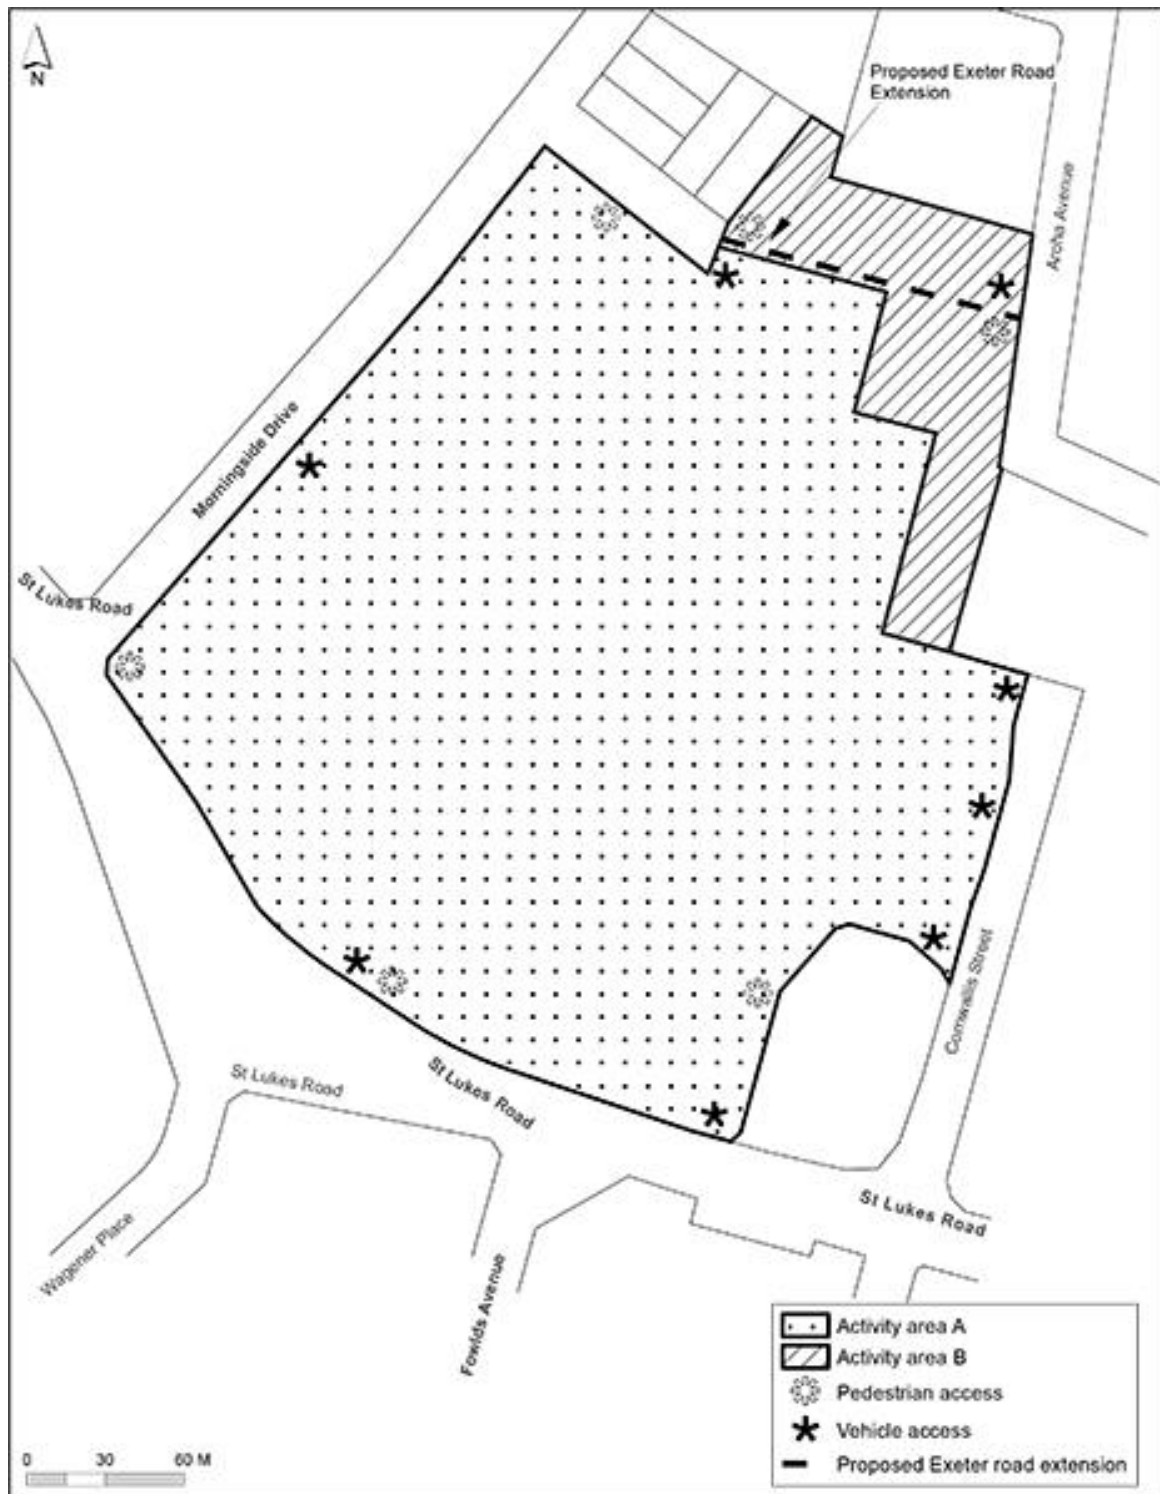 N
Proposed Exeter Road
Extension
Aroha Avenue
Morningside Drive
St Lukes Road
Cornwallis Street
St Lukes Road
St Lukes Road
St Lukes Road
Wagener Place
Fowlds Avenue
Activity area A
Activity area B
Pedestrian access
Vehicle access
Proposed Exeter road extension
0 30 60 M